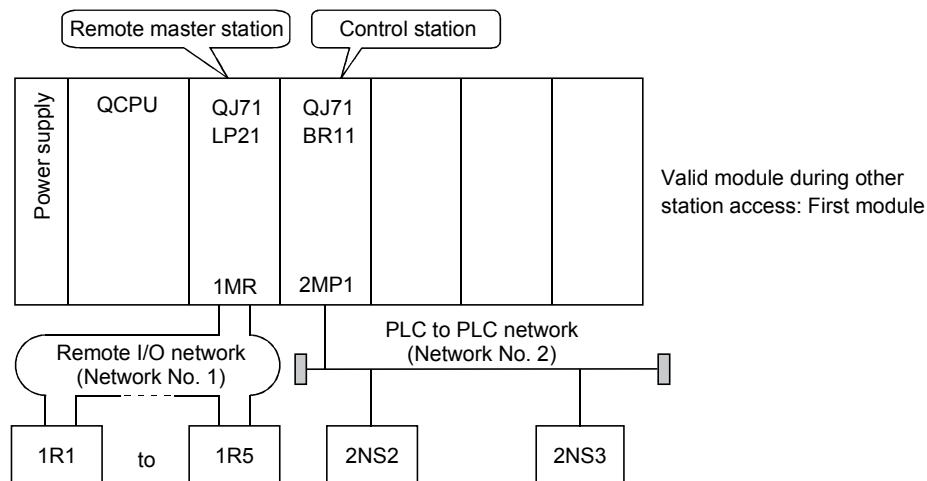 Remote master station
Control station
Power supply
QCPU
QJ71
LP21
QJ71
BR11
Valid module during other
station access: First module
1MR
2MP1
Remote I/O network
(Network No. 1)
PLC to PLC network
(Network No. 2)
1R1
to
1R5
2NS2
2NS3